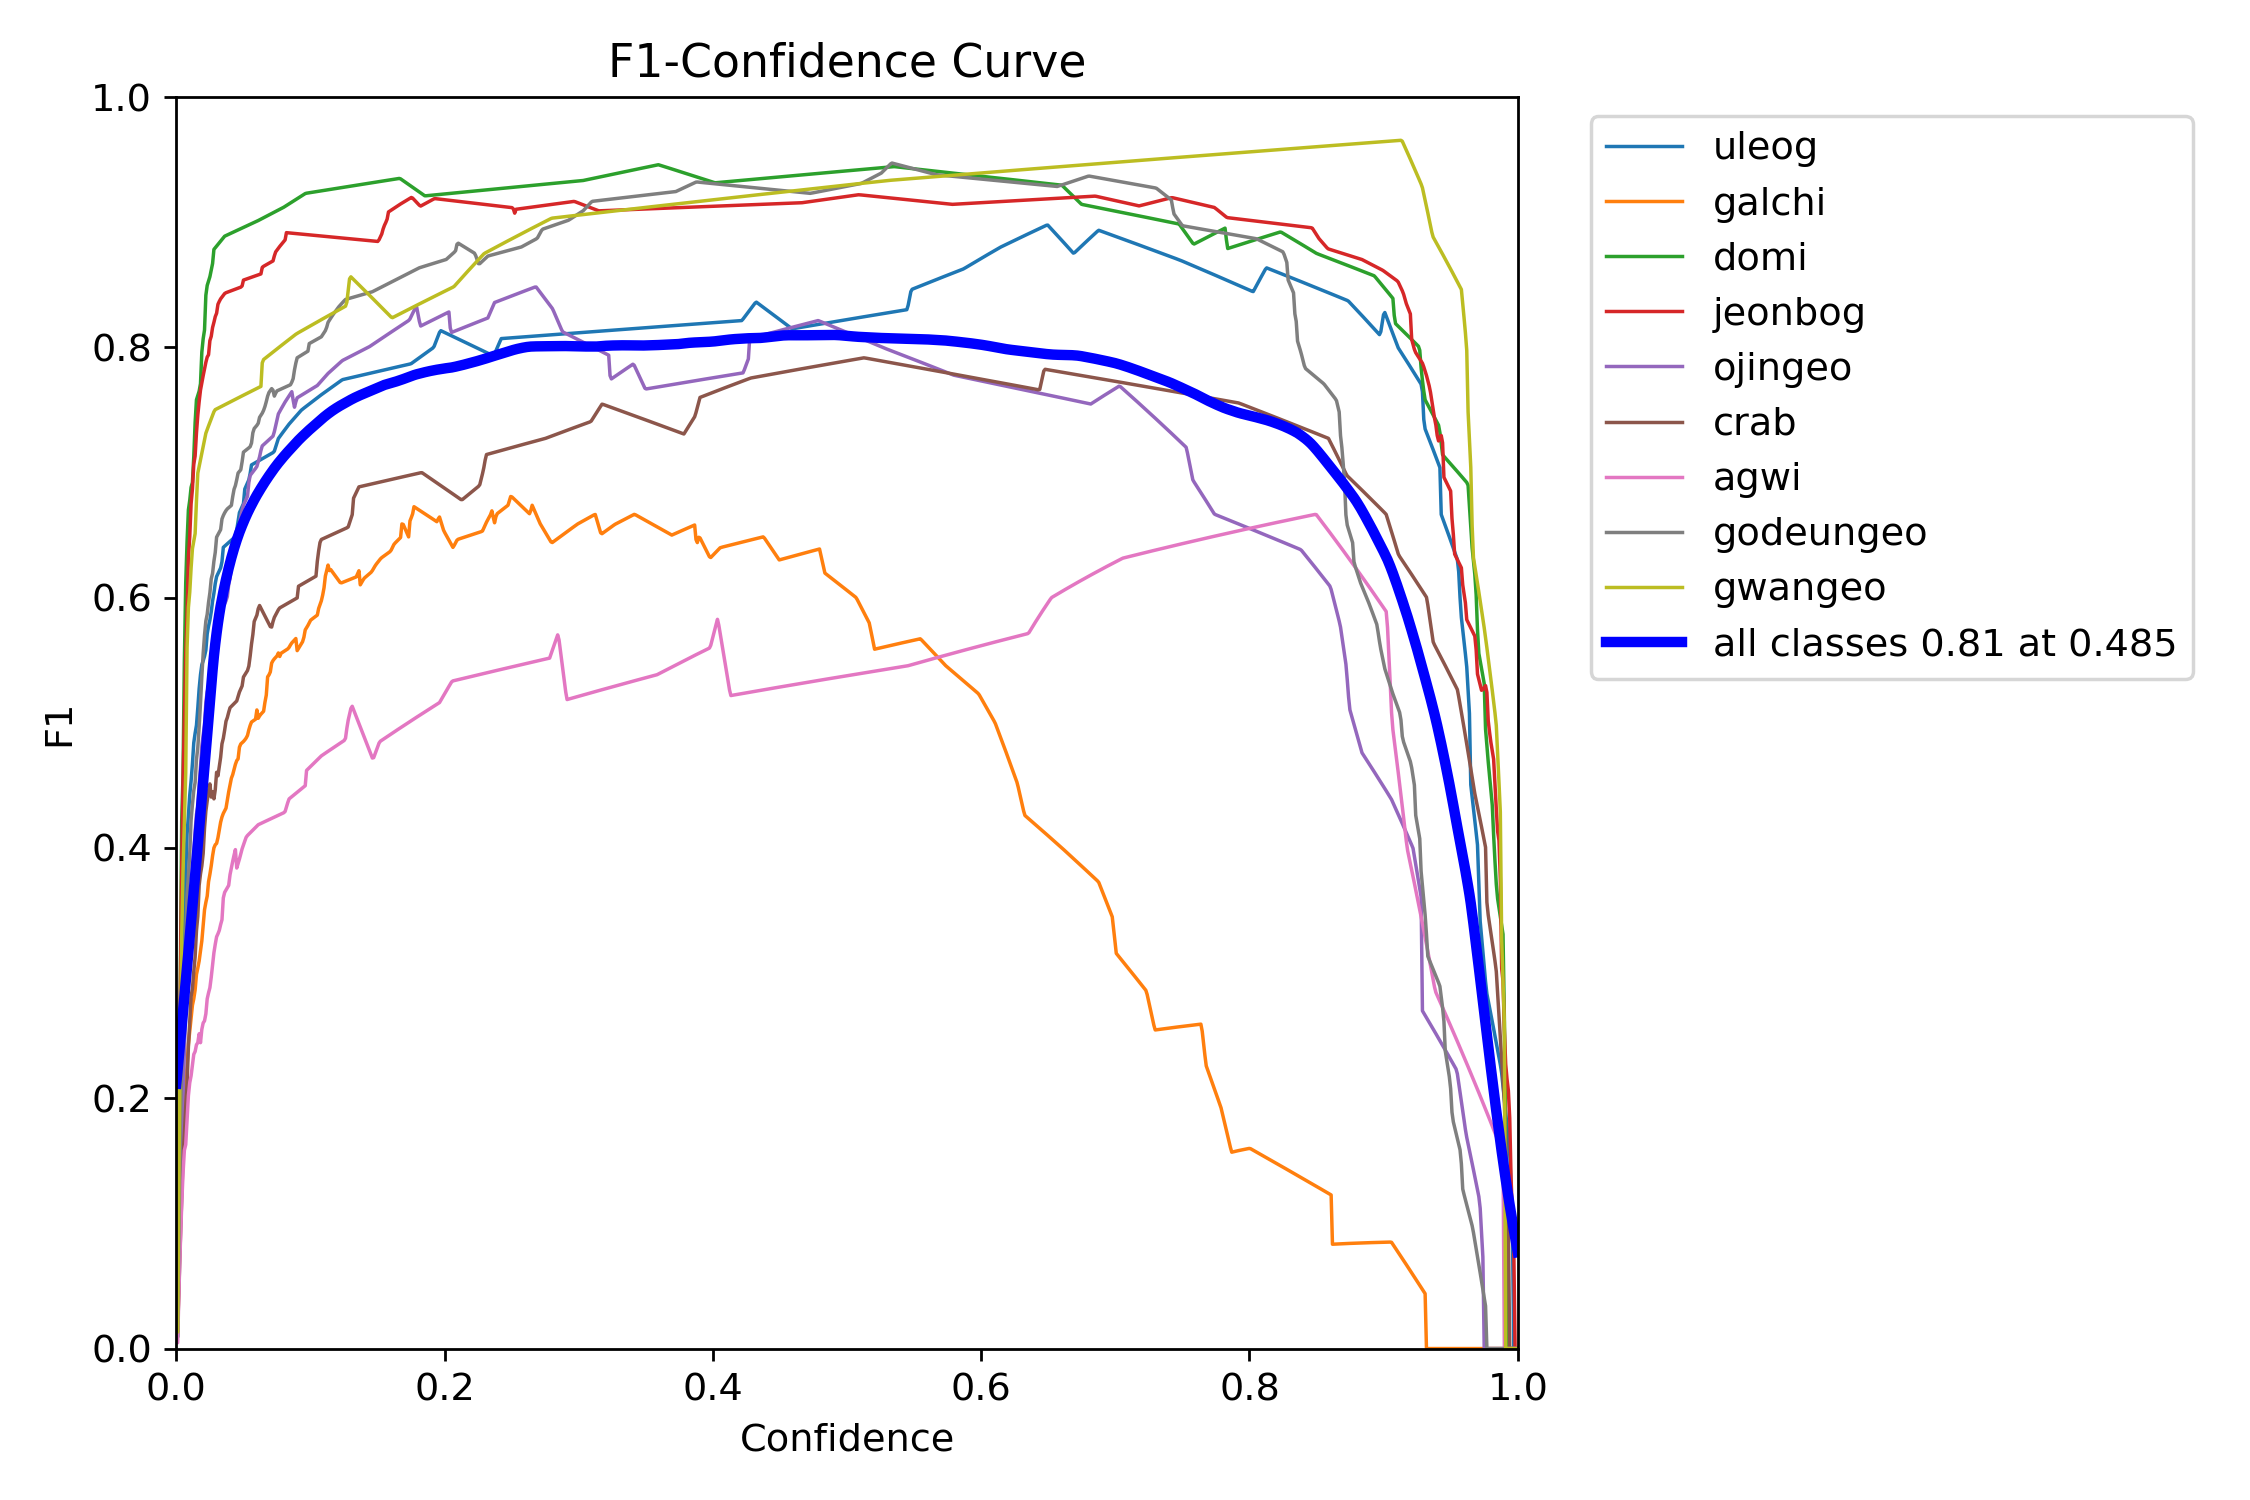 F1-Confidence Curve
1.0
0.8
0.6
0.4
0.2
0.0
F1
0.0 0.2 0.4 0.6 0.8 1.0
Confidence
uleog
galchi
domi
jeonbog
ojingeo
crab
agwi
godeungeo
gwangeo
all classes 0.81 at 0.485